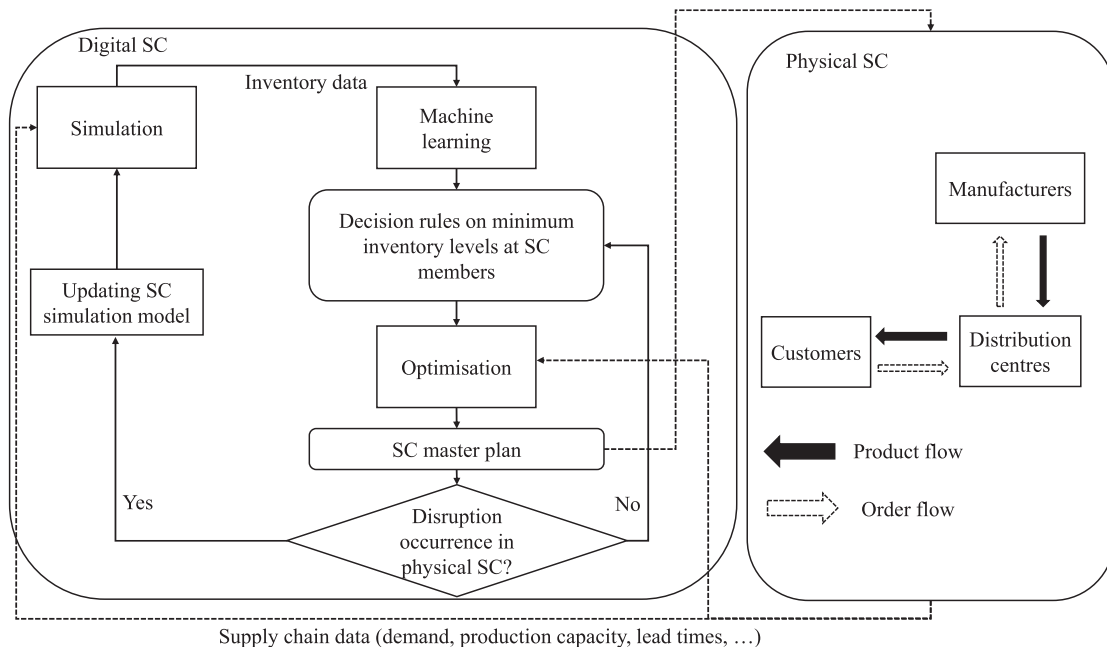 Digital SC
Inventory data
Simulation
Machine
learning
Decision rules on minimum
inventory levels at SC
members
Updating SC
simulation model
Optimisation
SC master plan
Yes
No
Disruption
occurrence in
physical SC?
Physical SC
Manufacturers
Customers
Distribution
centres
Product flow
Order flow
Supply chain data (demand, production capacity, lead times, …)